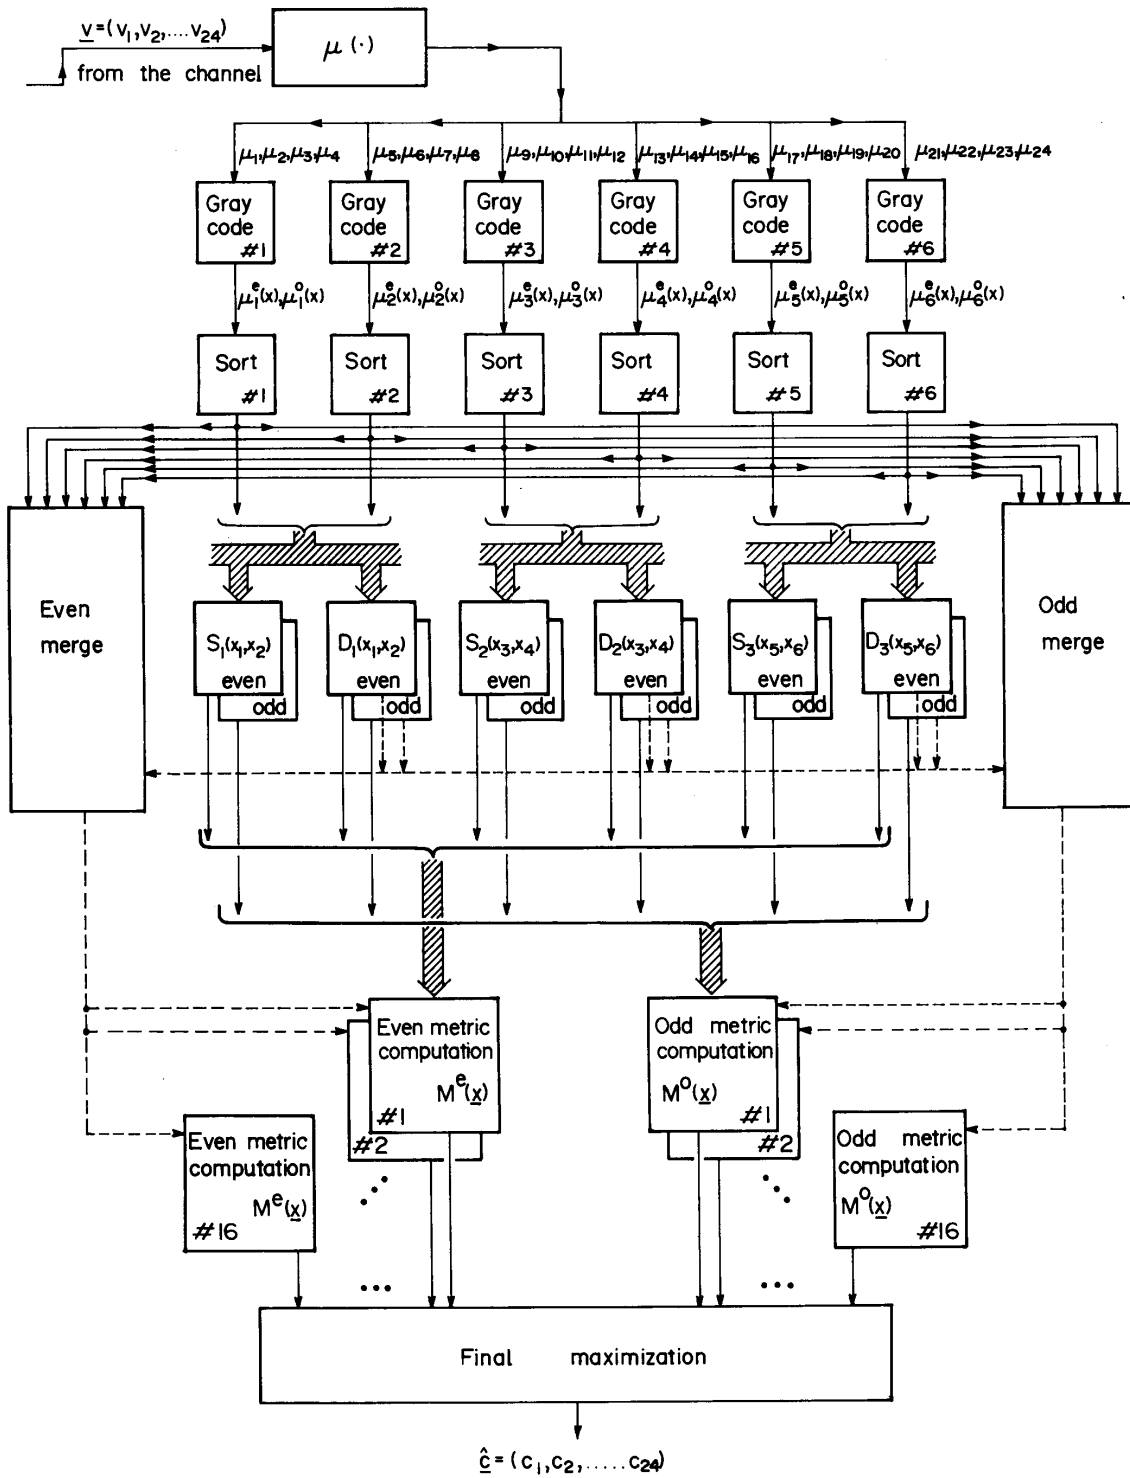 v=(v₁,v₂,....v₂₄)
μ(·)
from the channel
μ₁,μ₂,μ₃,μ₄
μ₅,μ₆,μ₇,μ₈
μ₉,μ₁₀,μ₁₁,μ₁₂
μ₁₃,μ₁₄,μ₁₅,μ₁₆
μ₁₇,μ₁₈,μ₁₉,μ₂₀
μ₂₁,μ₂₂,μ₂₃,μ₂₄
Gray
code
#1
Gray
code
#2
Gray
code
#3
Gray
code
#4
Gray
code
#5
Gray
code
#6
μ₁ᵉ(x),μ₁ᵒ(x)
μ₂ᵉ(x),μ₂ᵒ(x)
μ₃ᵉ(x),μ₃ᵒ(x)
μ₄ᵉ(x),μ₄ᵒ(x)
μ₅ᵉ(x),μ₅ᵒ(x)
μ₆ᵉ(x),μ₆ᵒ(x)
Sort
#1
Sort
#2
Sort
#3
Sort
#4
Sort
#5
Sort
#6
Even
merge
S₁(x₁,x₂)
even
odd
D₁(x₁,x₂)
even
odd
S₂(x₃,x₄)
even
odd
D₂(x₃,x₄)
even
odd
S₃(x₅,x₆)
even
odd
D₃(x₅,x₆)
even
odd
Odd
merge
Even metric
computation
Mᵉ(x)
#1
#2
Odd metric
computation
Mᵒ(x)
#1
#2
Even metric
computation
Mᵉ(x)
#16
Odd metric
computation
Mᵒ(x)
#16
Final maximization
ĉ=(c₁,c₂,.....c₂₄)